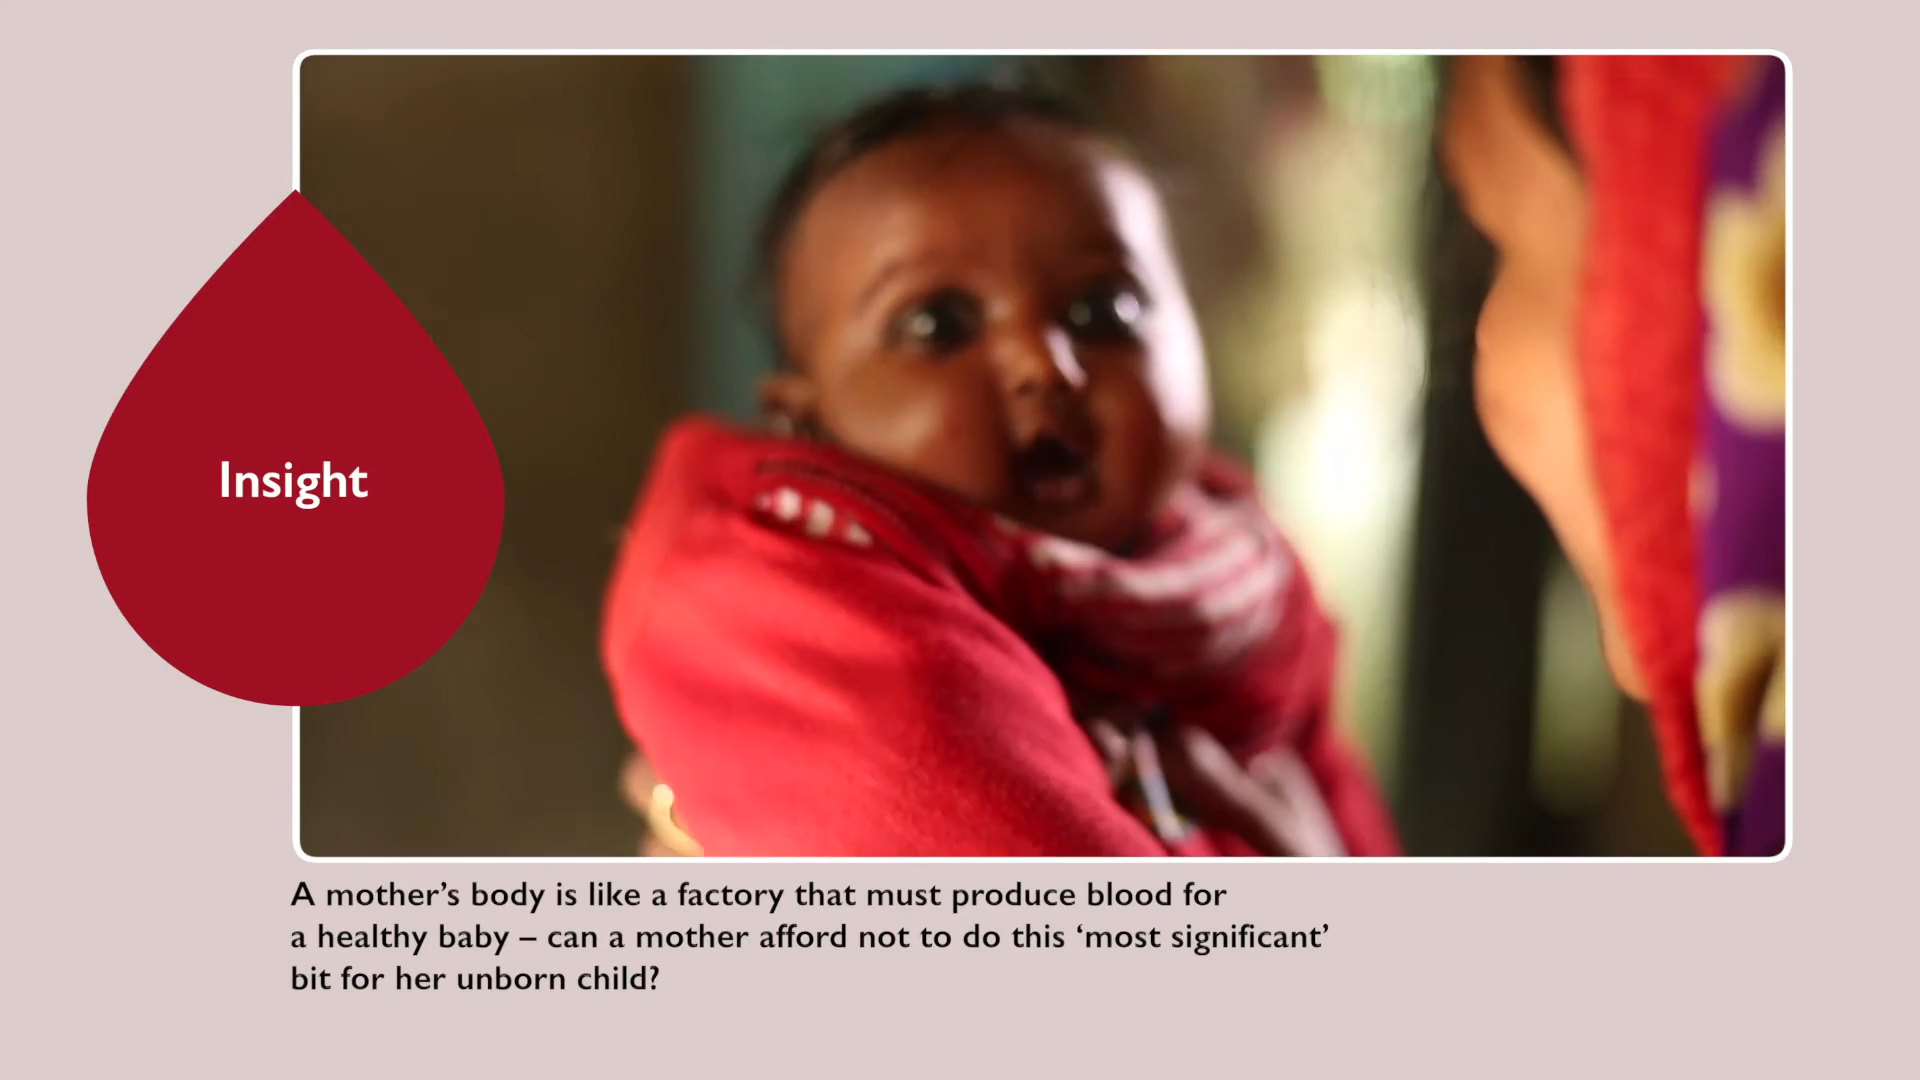 Insight
A mother’s body is like a factory that must produce blood for
a healthy baby – can a mother afford not to do this ‘most significant’
bit for her unborn child?